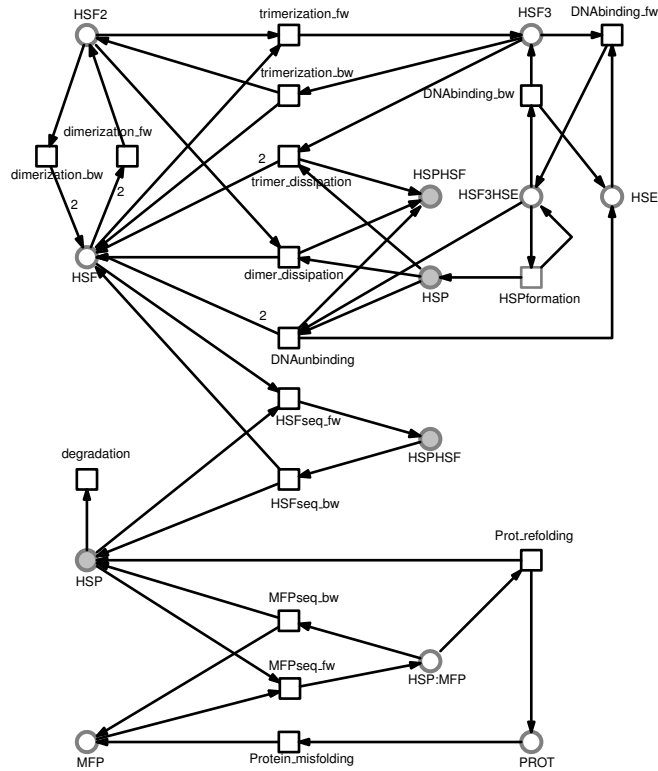 HSF2
trimerization_fw
HSF3
DNAbinding_fw
trimerization_bw
DNAbinding_bw
dimerization_fw
dimerization_bw
2
2
2
trimer_dissipation
HSPHSF
HSF3HSE
HSE
HSF
dimer_dissipation
HSP
HSPformation
2
DNAunbinding
HSFseq_fw
HSPHSF
degradation
HSFseq_bw
Prot_refolding
HSP
MFPseq_bw
MFPseq_fw
HSP:MFP
MFP
Protein_misfolding
PROT